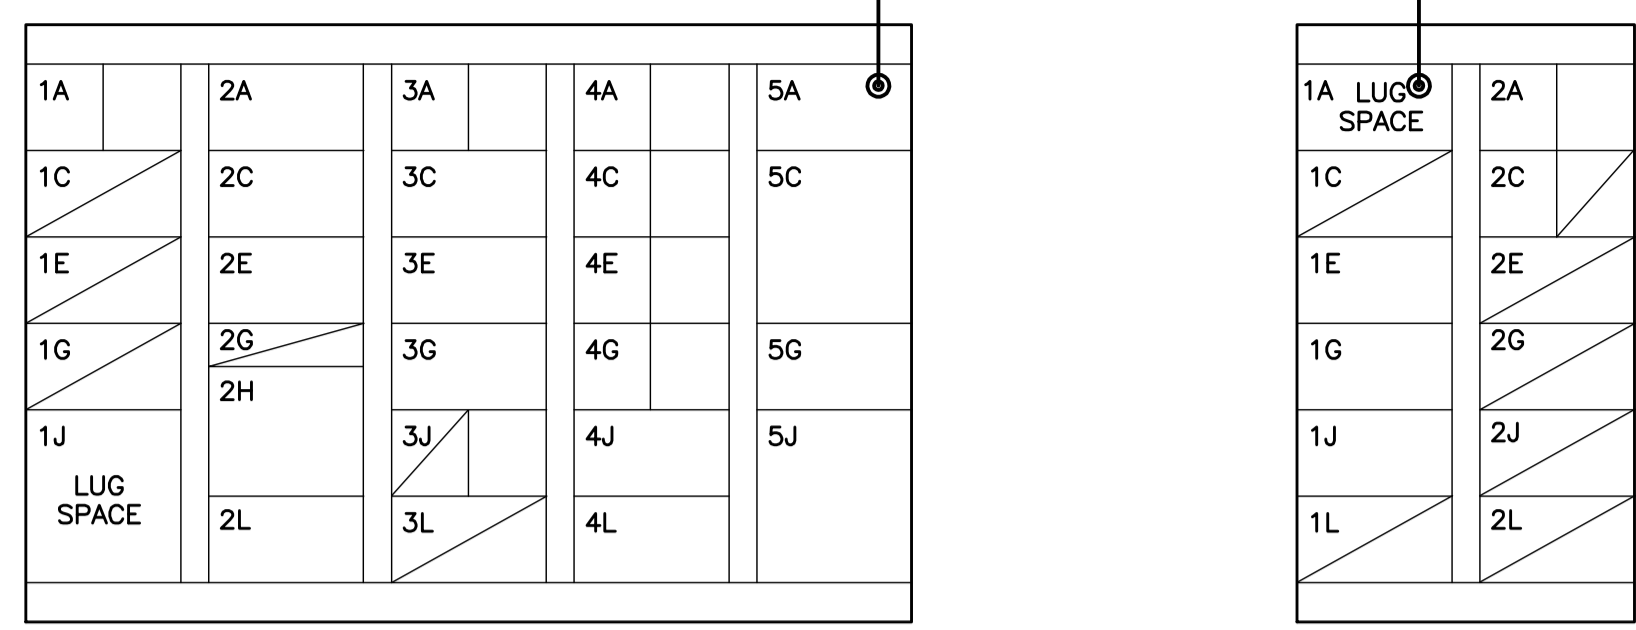 1A 2A 3A 4A 5A
1C 2C 3C 4C 5C
1E 2E 3E 4E
1G 2G 3G 4G 5G
2H
1J 3J 4J 5J
LUG
SPACE
2L 3L 4L
1A LUG 2A
SPACE
1C 2C
1E 2E
1G 2G
1J 2J
1L 2L